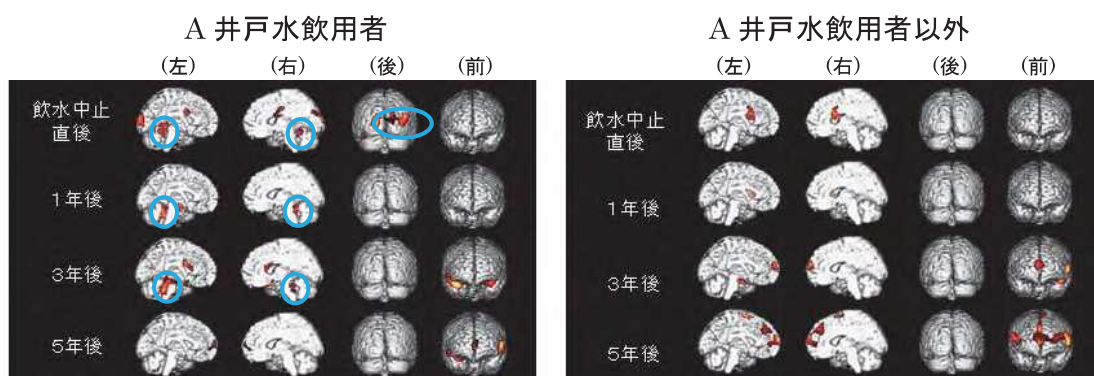 A 井戸水飲用者
(左) (右) (後) (前)
飲水中止
直後
1年後
3年後
5年後
A 井戸水飲用者以外
(左) (右) (後) (前)
飲水中止
直後
1年後
3年後
5年後